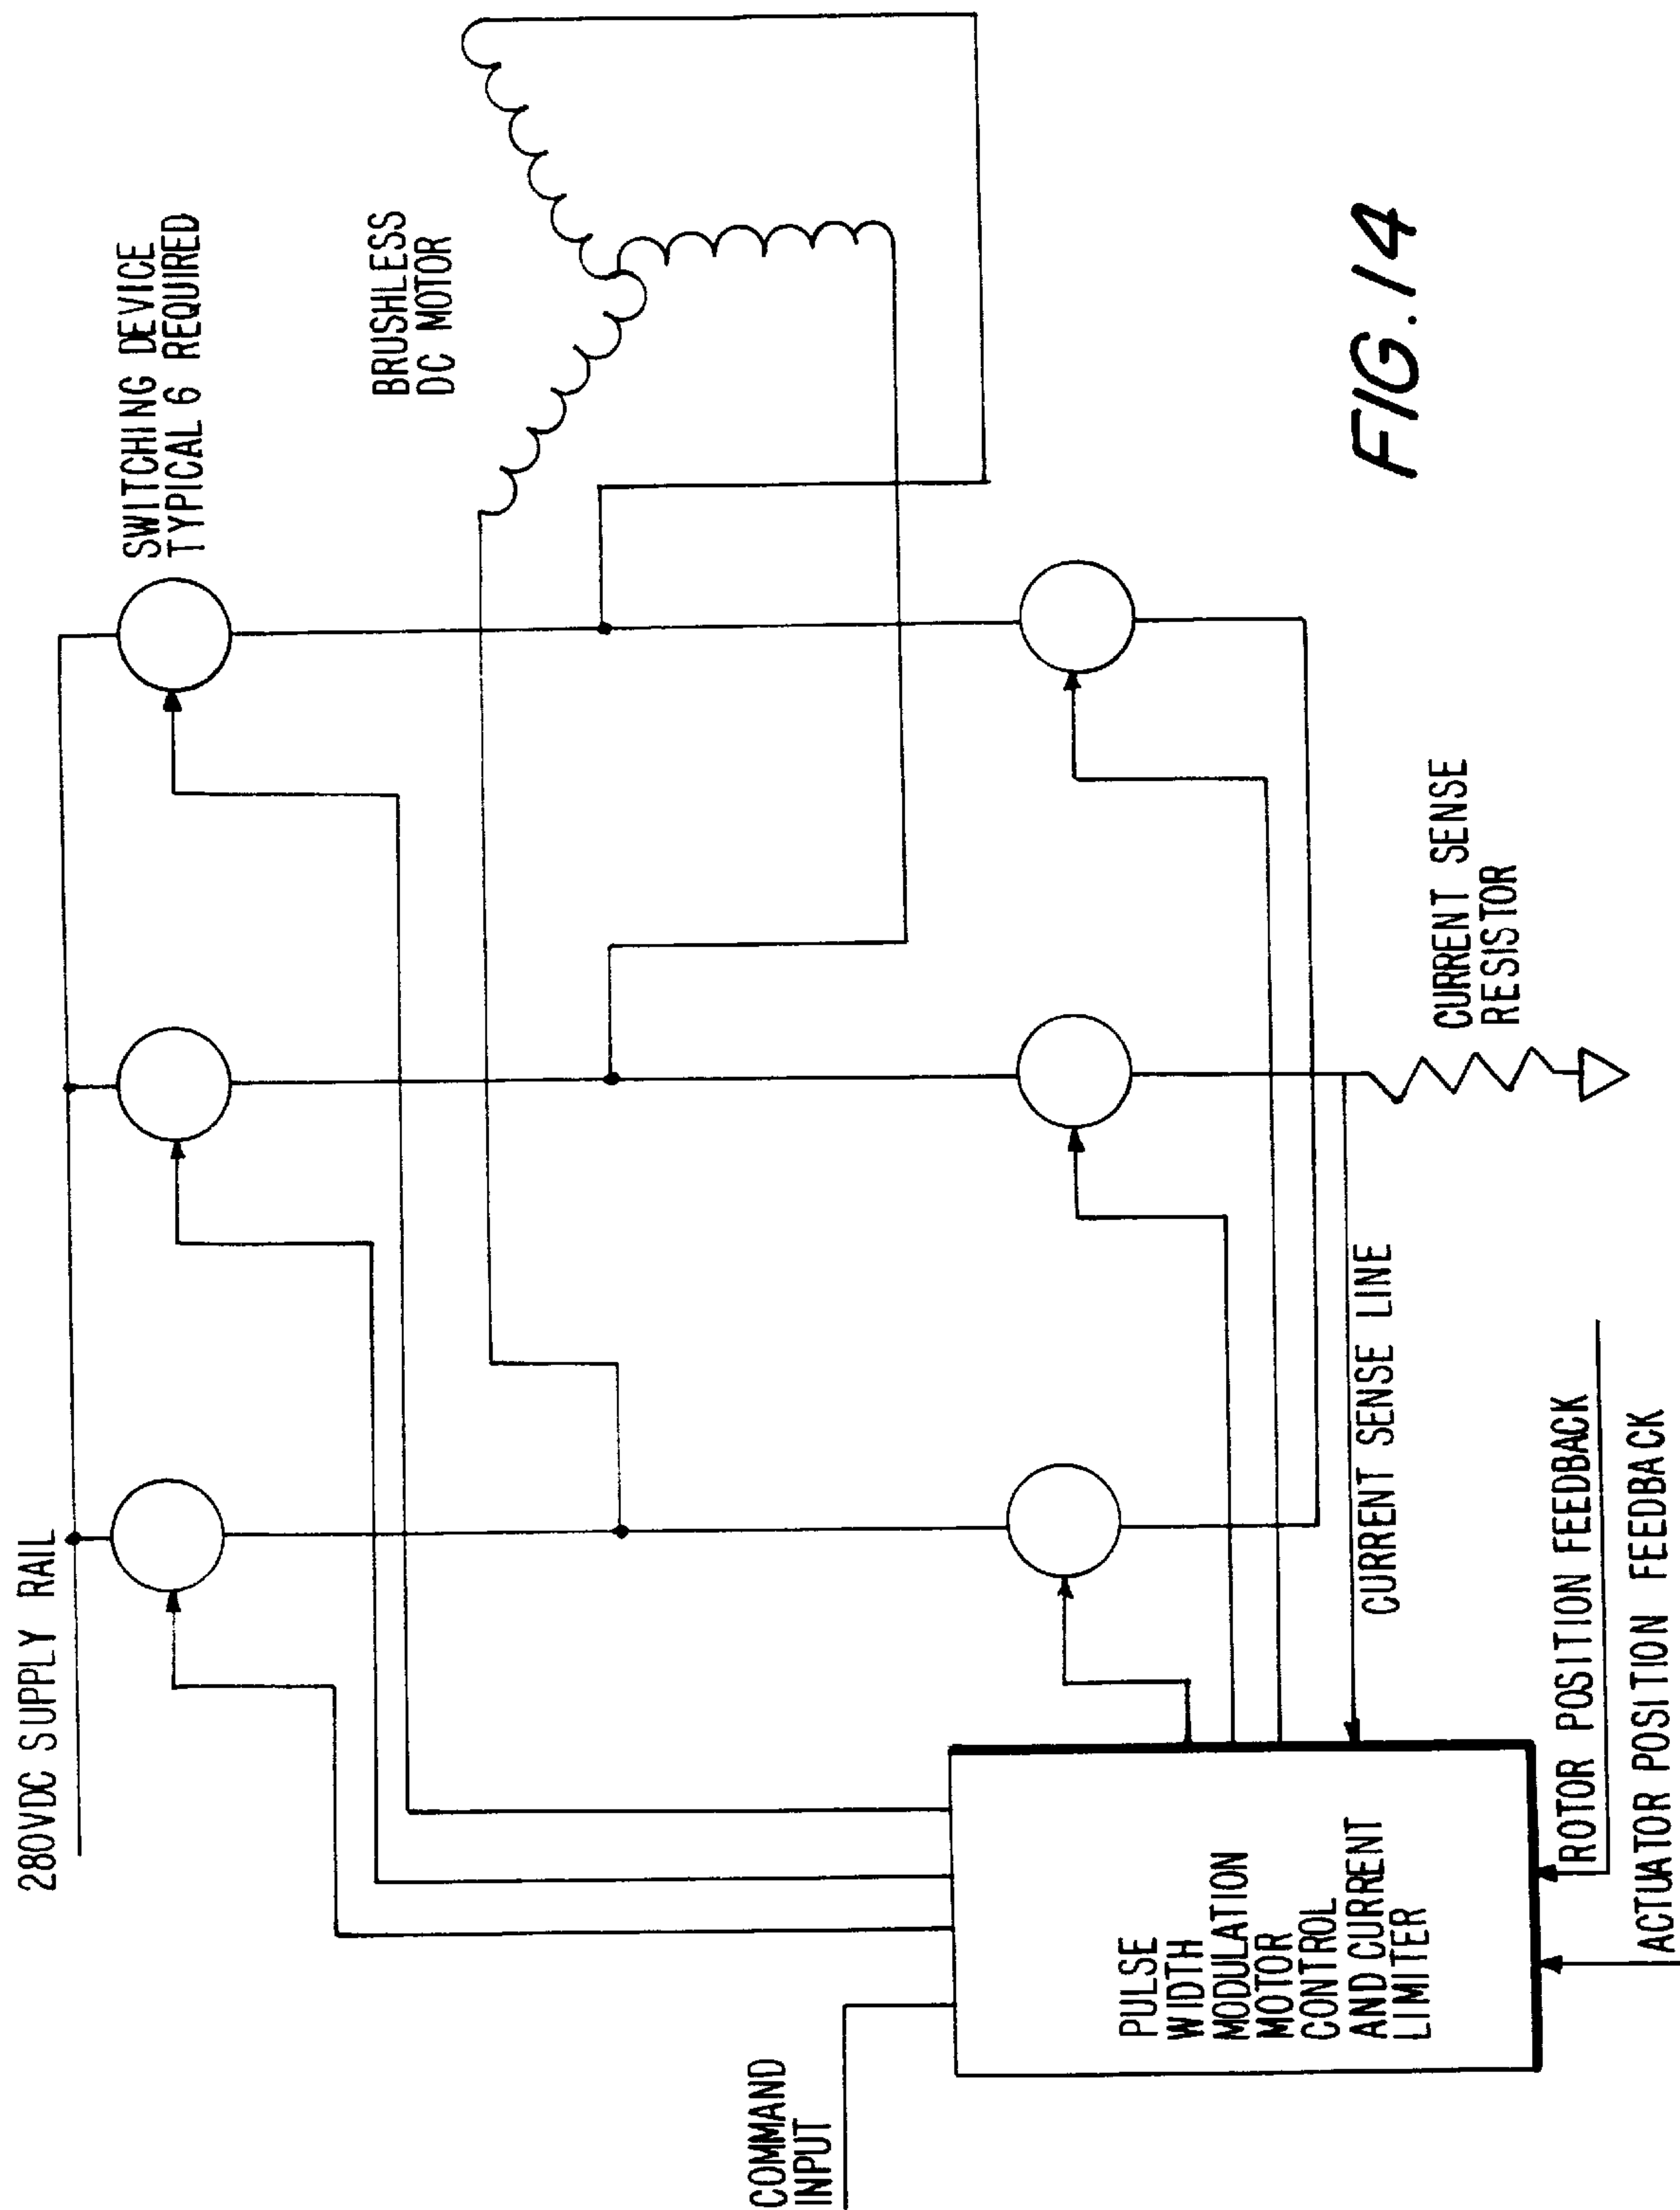 280VDC SUPPLY RAIL
SWITCHING DEVICE
TYPICAL 6 REQUIRED
BRUSHLESS
DC MOTOR
COMMAND
INPUT
PULSE
WIDTH
MODULATION
MOTOR
CONTROL
AND CURRENT
LIMITER
CURRENT SENSE LINE
CURRENT SENSE
RESISTOR
ROTOR POSITION FEEDBACK
ACTUATOR POSITION FEEDBACK
FIG. 14